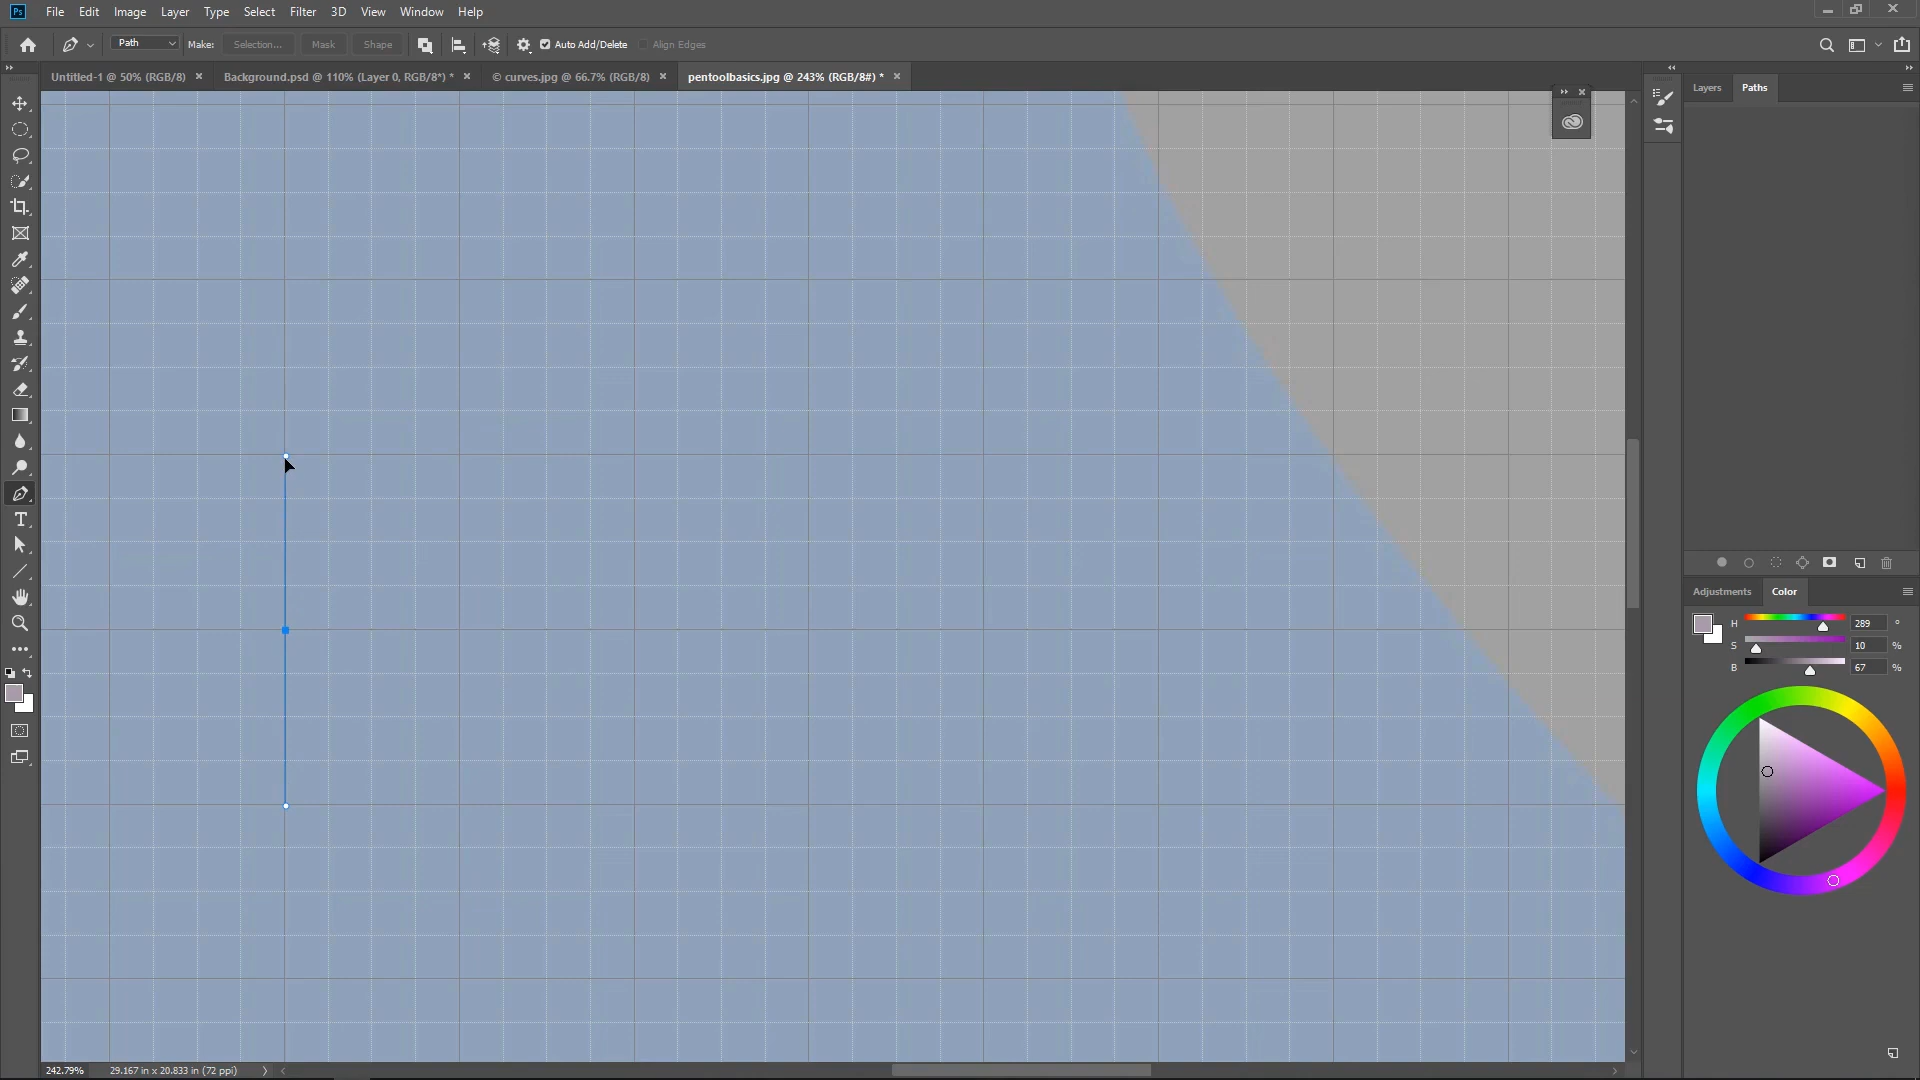 Ps File Edit Image Layer Type Select Filter 3D View Window Help
Path Make: Selection... Mask Shape Auto Add/Delete Align Edges
Untitled-1 @ 50% (RGB/8) × Background.psd @ 110% (Layer 0, RGB/8*) * × © curves.jpg @ 66.7% (RGB/8) × pentoolbasics.jpg @ 243% (RGB/8#) * ×
Layers Paths
Adjustments Color
H 289 °
S 10 %
B 67 %
242.79% 29.167 in x 20.833 in (72 ppi)